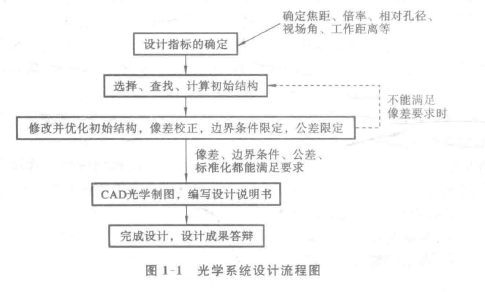 确定焦距、倍率、相对孔径、
视场角、工作距离等
设计指标的确定
选择、查找、计算初始结构
不能满足
像差要求时
修改并优化初始结构，像差校正，边界条件限定，公差限定
像差、边界条件、公差、
标准化都能满足要求
CAD光学制图，编写设计说明书
完成设计，设计成果答辩
图 1-1 光学系统设计流程图